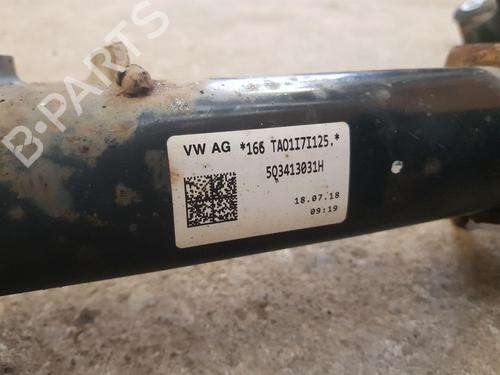 B-PARTS
VW AG *166 TA01I7I125.*
5Q3413031H
18.07.18
09:19